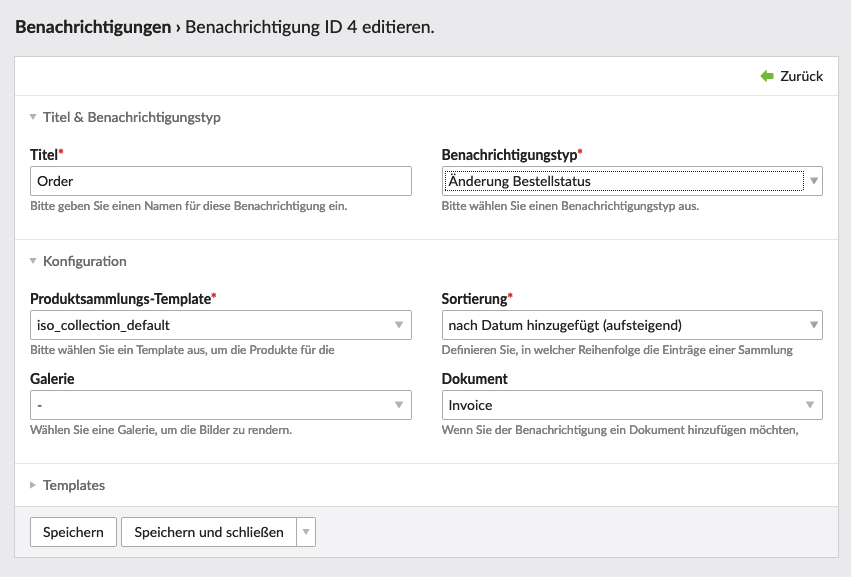 Benachrichtigungen › Benachrichtigung ID 4 editieren.
Zurück
Titel & Benachrichtigungstyp
Titel*
Benachrichtigungstyp*
Order
Änderung Bestellstatus
Bitte geben Sie einen Namen für diese Benachrichtigung ein.
Bitte wählen Sie einen Benachrichtigungstyp aus.
Konfiguration
Produktsammlungs-Template*
Sortierung*
iso_collection_default
nach Datum hinzugefügt (aufsteigend)
Bitte wählen Sie ein Template aus, um die Produkte für die
Definieren Sie, in welcher Reihenfolge die Einträge einer Sammlung
Galerie
Dokument
-
Invoice
Wählen Sie eine Galerie, um die Bilder zu rendern.
Wenn Sie der Benachrichtigung ein Dokument hinzufügen möchten,
Templates
Speichern
Speichern und schließen